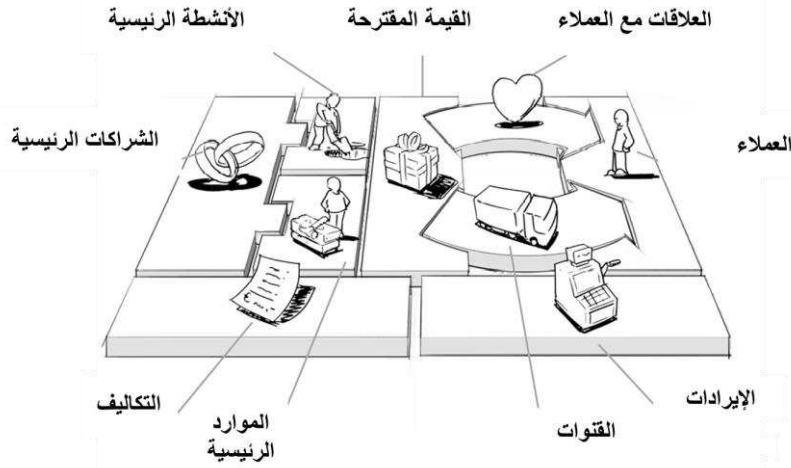 العلاقات مع العملاء
القيمة المقترحة
الأنشطة الرئيسية
العملاء
الشراكات الرئيسية
الإيرادات
القنوات
الموارد
الرئيسية
التكاليف